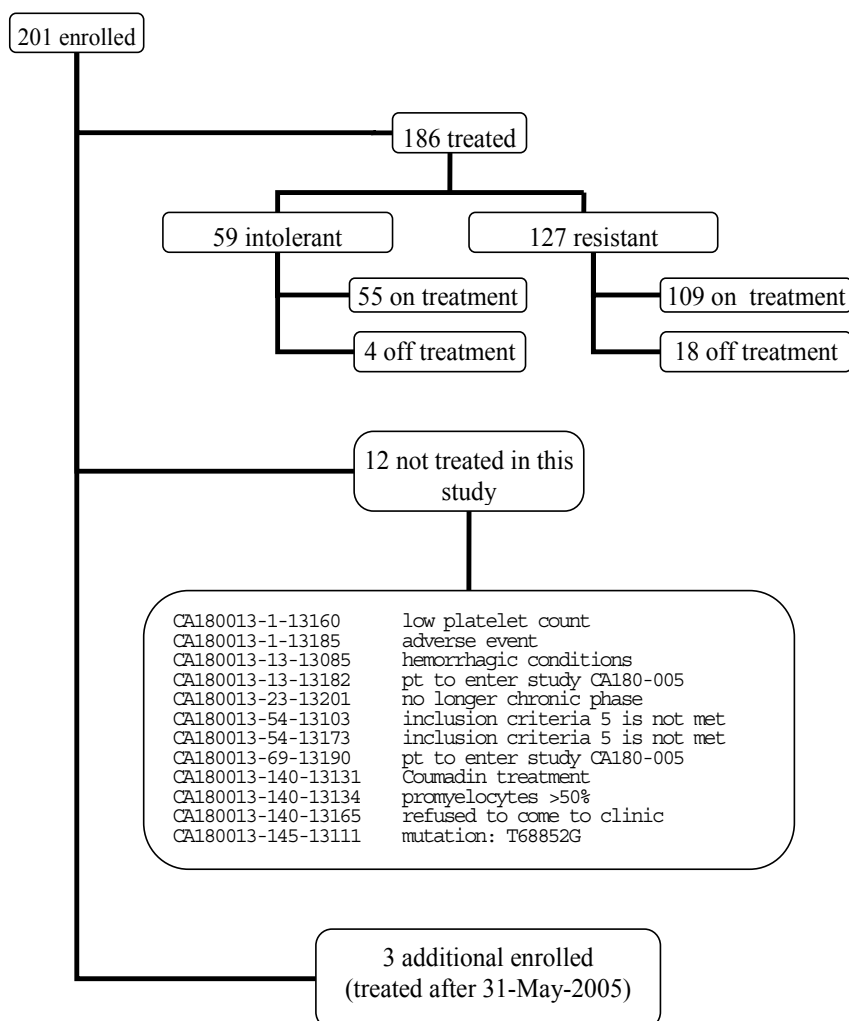 201 enrolled
186 treated
59 intolerant
127 resistant
55 on treatment
109 on treatment
4 off treatment
18 off treatment
12 not treated in this
study
CA180013-1-13160 low platelet count
CA180013-1-13185 adverse event
CA180013-13-13085 hemorrhagic conditions
CA180013-13-13182 pt to enter study CA180-005
CA180013-23-13201 no longer chronic phase
CA180013-54-13103 inclusion criteria 5 is not met
CA180013-54-13173 inclusion criteria 5 is not met
CA180013-69-13190 pt to enter study CA180-005
CA180013-140-13131 Coumadin treatment
CA180013-140-13134 promyelocytes >50%
CA180013-140-13165 refused to come to clinic
CA180013-145-13111 mutation: T68852G
3 additional enrolled
(treated after 31-May-2005)